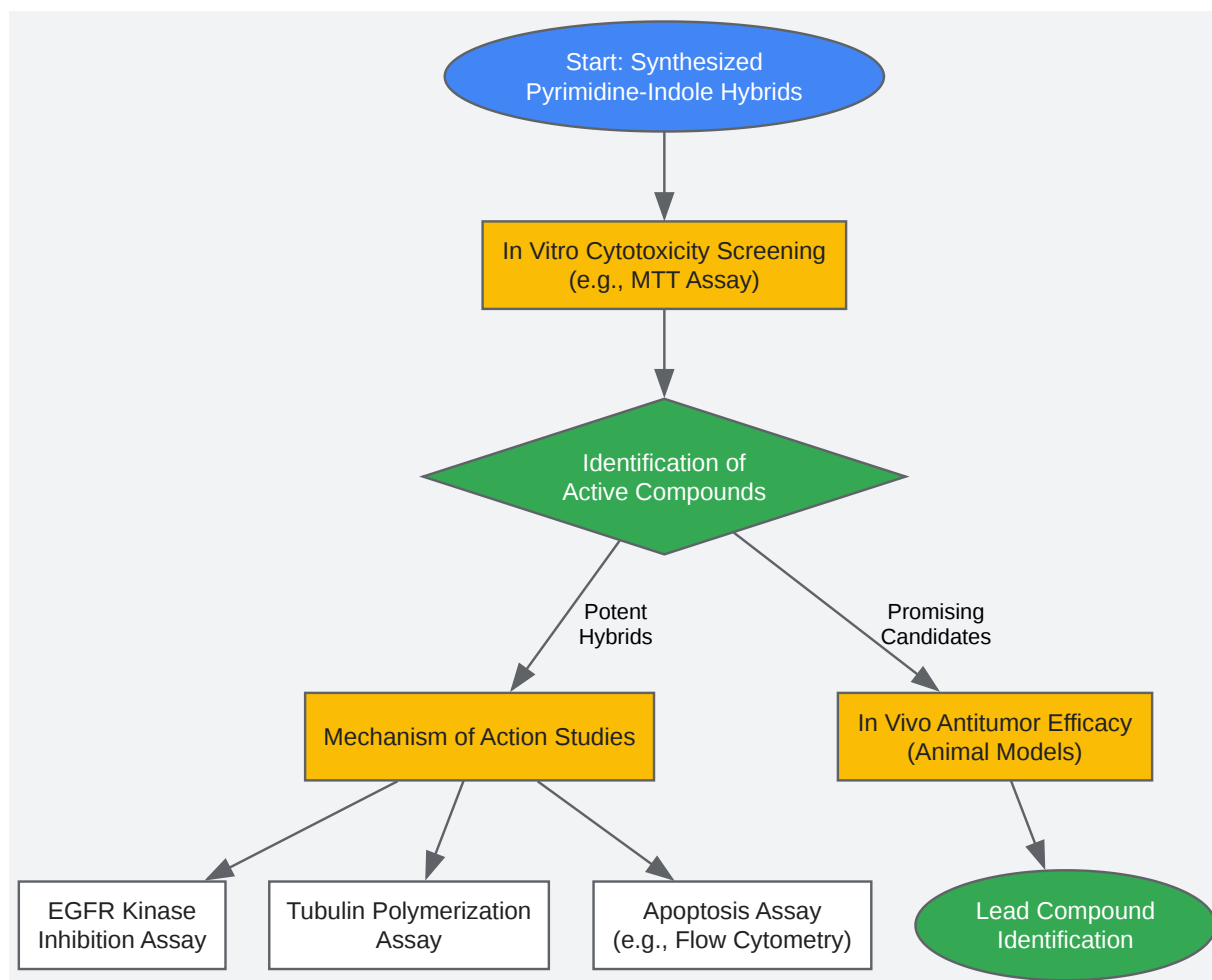 Start: Synthesized
Pyrimidine-Indole Hybrids
In Vitro Cytotoxicity Screening
(e.g., MTT Assay)
Identification of
Active Compounds
Potent
Hybrids
Promising
Candidates
Mechanism of Action Studies
In Vivo Antitumor Efficacy
(Animal Models)
EGFR Kinase
Inhibition Assay
Tubulin Polymerization
Assay
Apoptosis Assay
(e.g., Flow Cytometry)
Lead Compound
Identification